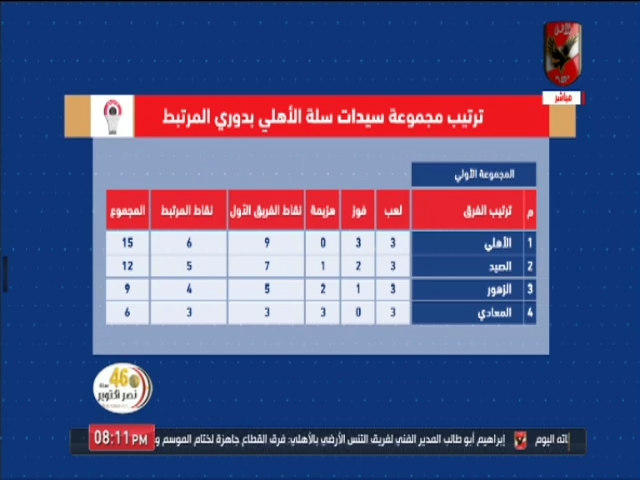 الأهلي
مباشر
ترتيب مجموعة سيدات سلة الأهلي بدوري المرتبط
المجموعة الأولي
م ترتيب الفرق لعب فوز هزيمة نقاط الفريق الأول نقاط المرتبط المجموع
1 الأهلي 3 3 0 9 6 15
2 الصيد 3 2 1 7 5 12
3 الزهور 3 1 2 5 4 9
4 المعادي 3 0 3 3 3 6
46 سنة
نصر أكتوبر
اته اليوم إبراهيم أبو طالب المدير الفني لفريق التنس الأرضي بالأهلي: فرق القطاع جاهزة لختام الموسم و
08:11 PM